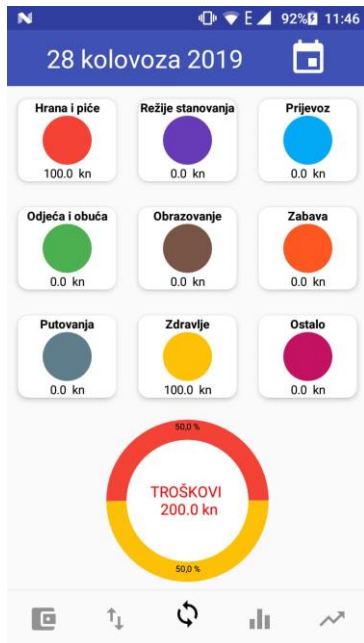 E 92% 11:46
28 kolovoza 2019
Hrana i piće
100.0 kn
Režije stanovanja
0.0 kn
Prijevoz
0.0 kn
Odjeća i obuća
0.0 kn
Obrazovanje
0.0 kn
Zabava
0.0 kn
Putovanja
0.0 kn
Zdravlje
100.0 kn
Ostalo
0.0 kn
50,0 %
TROŠKOVI
200.0 kn
50,0 %